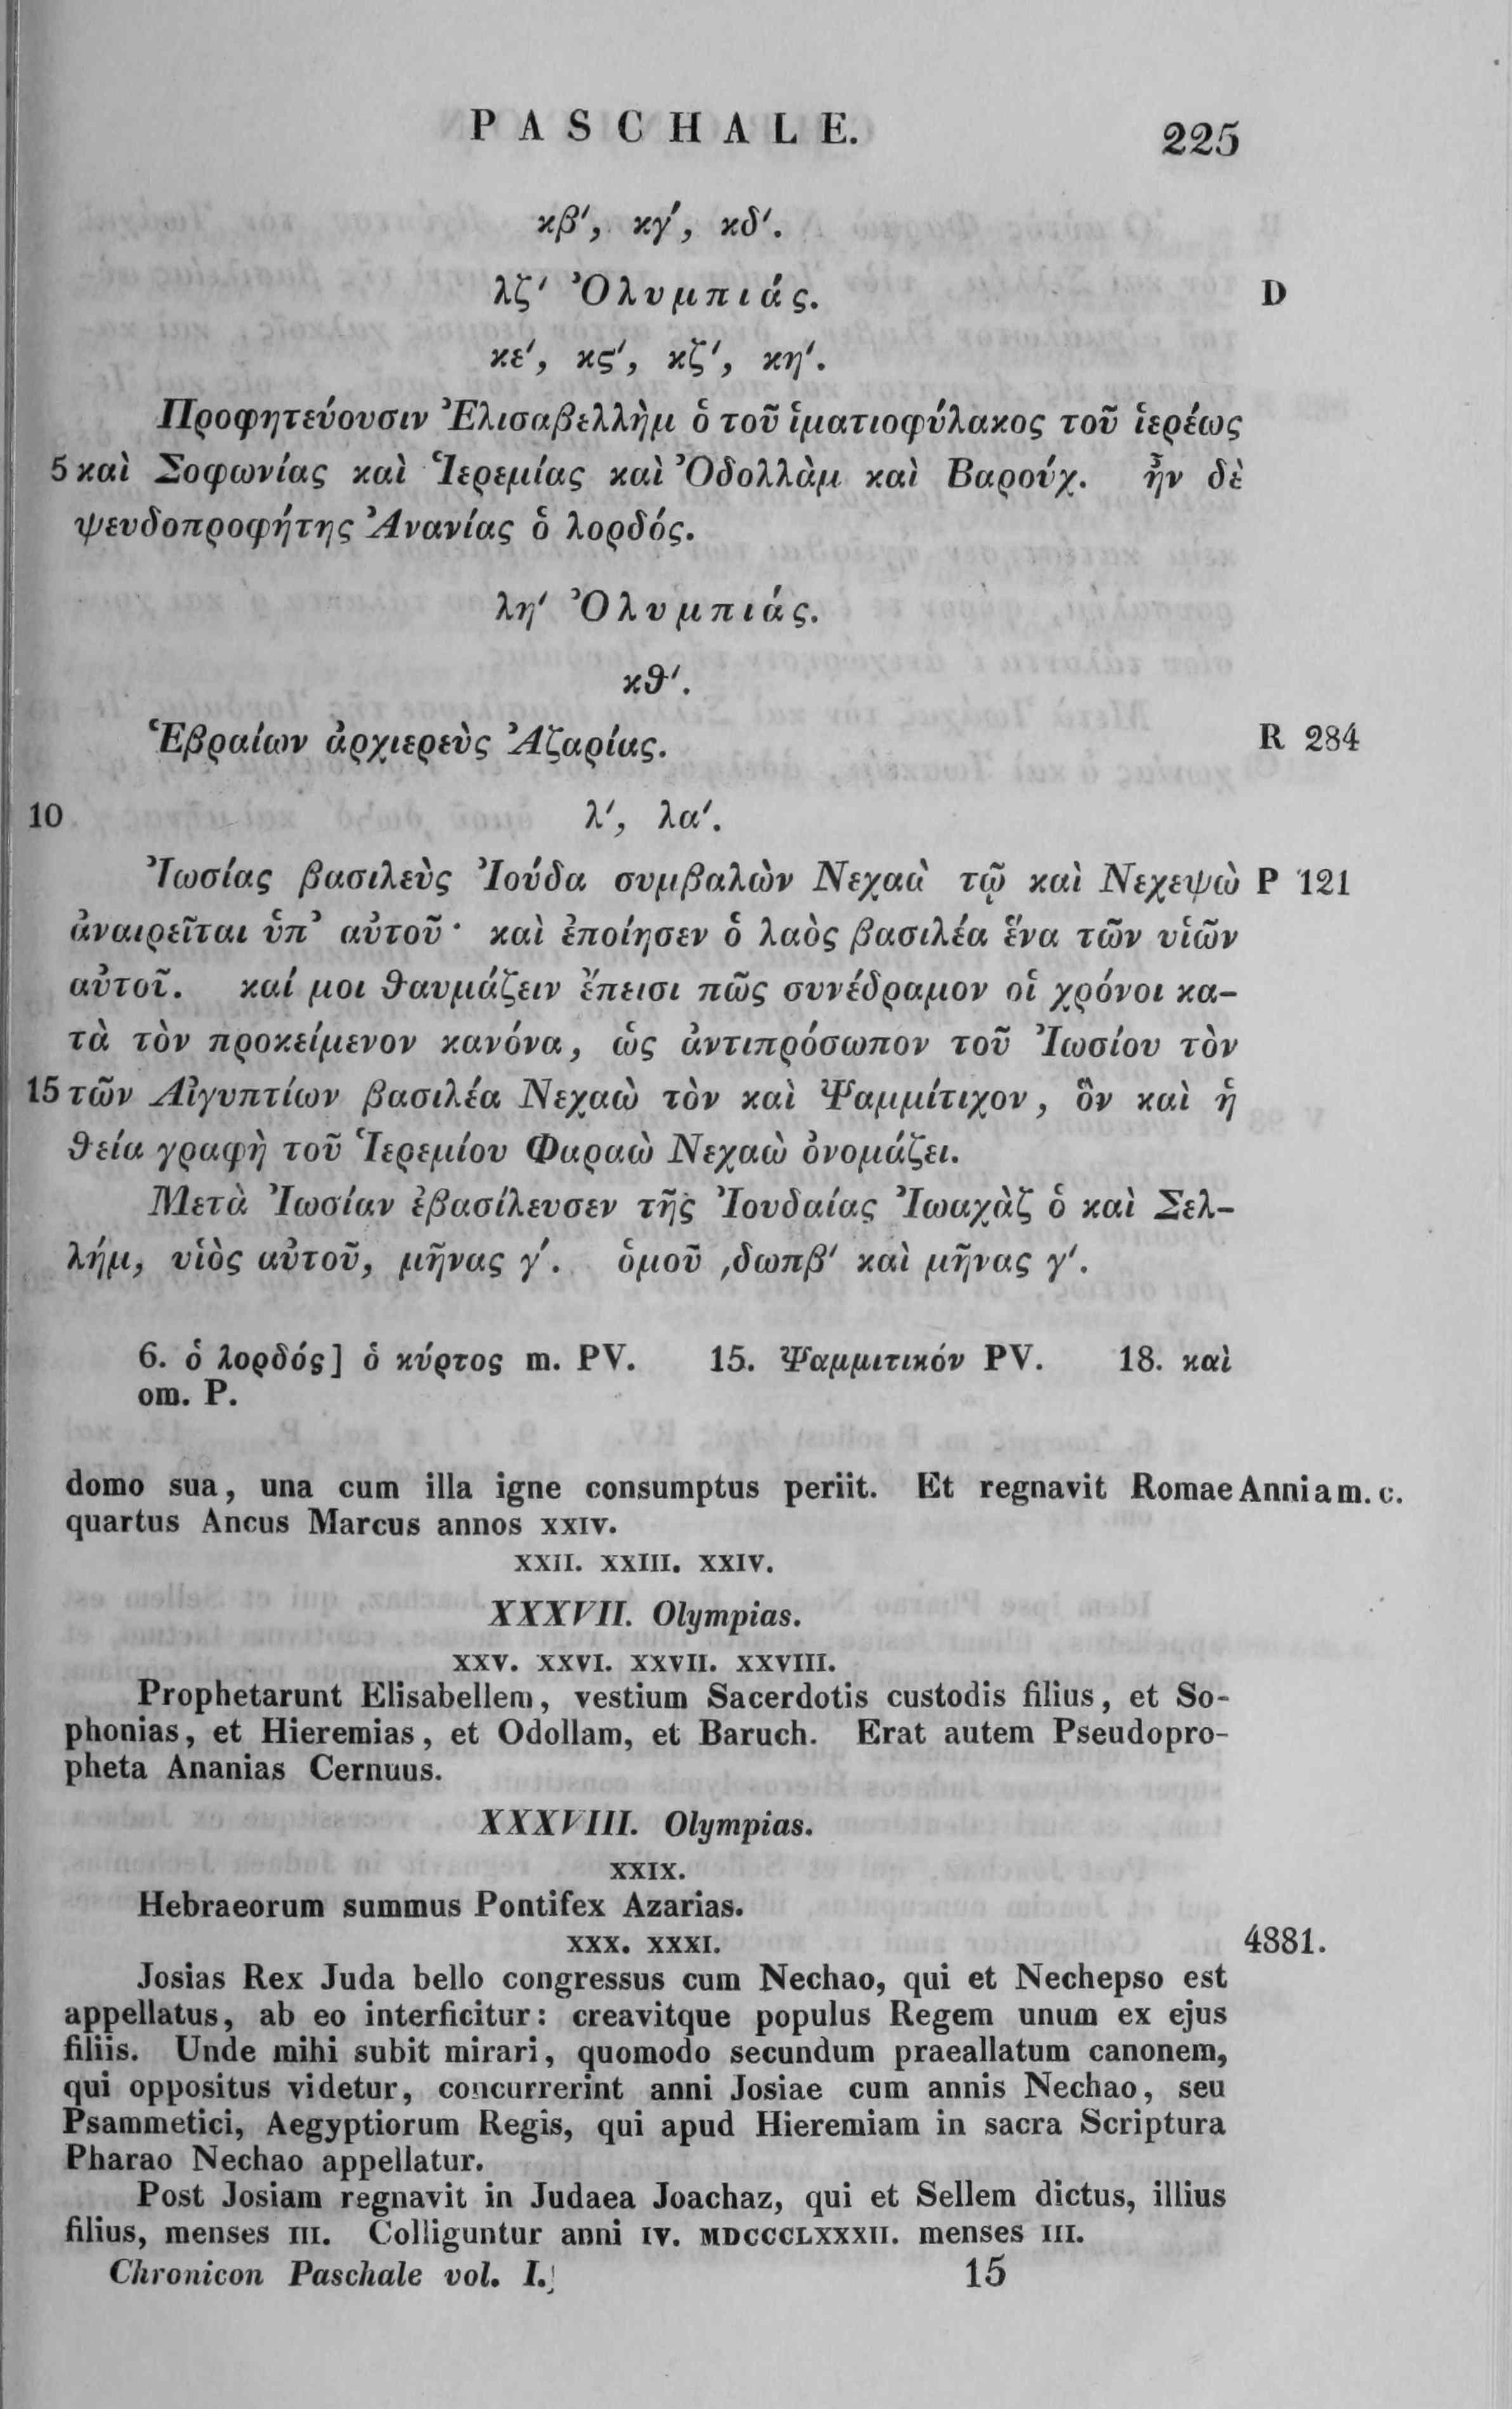 PASCHALE. 225
κβ′, κγ′, κδ′.
λζ′ Ὀλυμπιάς. D
κε′, κς′, κζ′, κη′.
Προφητεύουσιν Ἐλισαβελλὴμ ὁ τοῦ ἱματιοφύλακος τοῦ ἱερέως
5 καὶ Σοφωνίας καὶ Ἱερεμίας καὶ Ὀδολλὰμ καὶ Βαρούχ. ἦν δὲ
ψευδοπροφήτης Ἀνανίας ὁ λορδός.
λη′ Ὀλυμπιάς.
κθ′.
Ἑβραίων ἀρχιερεὺς Ἀζαρίας. R 284
10 λ′, λα′.
Ἰωσίας βασιλεὺς Ἰούδα συμβαλὼν Νεχαὼ τῷ καὶ Νεχεψὼ P 121
ἀναιρεῖται ὑπ’ αὐτοῦ· καὶ ἐποίησεν ὁ λαὸς βασιλέα ἕνα τῶν υἱῶν
αὐτοῦ. καί μοι θαυμάζειν ἔπεισι πῶς συνέδραμον οἱ χρόνοι κα-
τὰ τὸν προκείμενον κανόνα, ὡς ἀντιπρόσωπον τοῦ Ἰωσίου τὸν
15 τῶν Αἰγυπτίων βασιλέα Νεχαὼ τὸν καὶ Ψαμμίτιχον, ὃν καὶ ἡ
θεία γραφὴ τοῦ Ἱερεμίου Φαραὼ Νεχαὼ ὀνομάζει.
Μετὰ Ἰωσίαν ἐβασίλευσεν τῆς Ἰουδαίας Ἰωαχὰζ ὁ καὶ Σελ-
λήμ, υἱὸς αὐτοῦ, μῆνας γ′. ὁμοῦ ͵δωπβ′ καὶ μῆνας γ′.
6. ὁ λορδός] ὁ κύρτος m. PV. 15. Ψαμμιτικόν PV. 18. καὶ
om. P.
domo sua, una cum illa igne consumptus periit. Et regnavit Romae Anni a m. c.
quartus Ancus Marcus annos XXIV.
XXII. XXIII. XXIV.
XXXVII. Olympias.
XXV. XXVI. XXVII. XXVIII.
Prophetarunt Elisabellem, vestium Sacerdotis custodis filius, et So-
phonias, et Hieremias, et Odollam, et Baruch. Erat autem Pseudopro-
pheta Ananias Cernuus.
XXXVIII. Olympias.
XXIX.
Hebraeorum summus Pontifex Azarias.
XXX. XXXI. 4881.
Josias Rex Juda bello congressus cum Nechao, qui et Nechepso est
appellatus, ab eo interficitur: creavitque populus Regem unum ex ejus
filiis. Unde mihi subit mirari, quomodo secundum praeallatum canonem,
qui oppositus videtur, concurrerint anni Josiae cum annis Nechao, seu
Psammetici, Aegyptiorum Regis, qui apud Hieremiam in sacra Scriptura
Pharao Nechao appellatur.
Post Josiam regnavit in Judaea Joachaz, qui et Sellem dictus, illius
filius, menses III. Colliguntur anni IV. MDCCCLXXXII. menses III.
Chronicon Paschale vol. I. 15